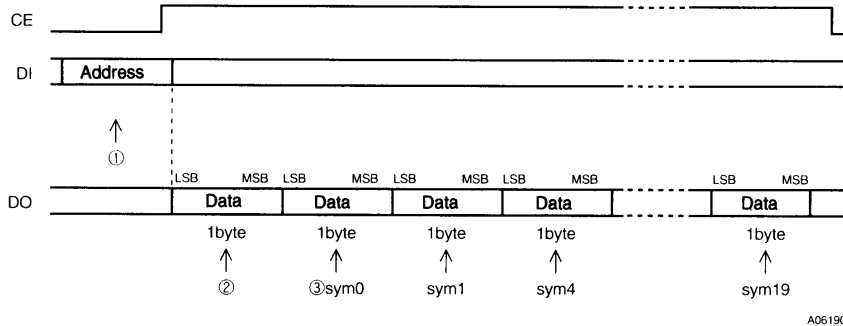 CE
DI Address
①
LSB MSB LSB MSB LSB MSB LSB MSB LSB MSB
DO Data Data Data Data Data
1byte 1byte 1byte 1byte 1byte
② ③sym0 sym1 sym4 sym19
A06190